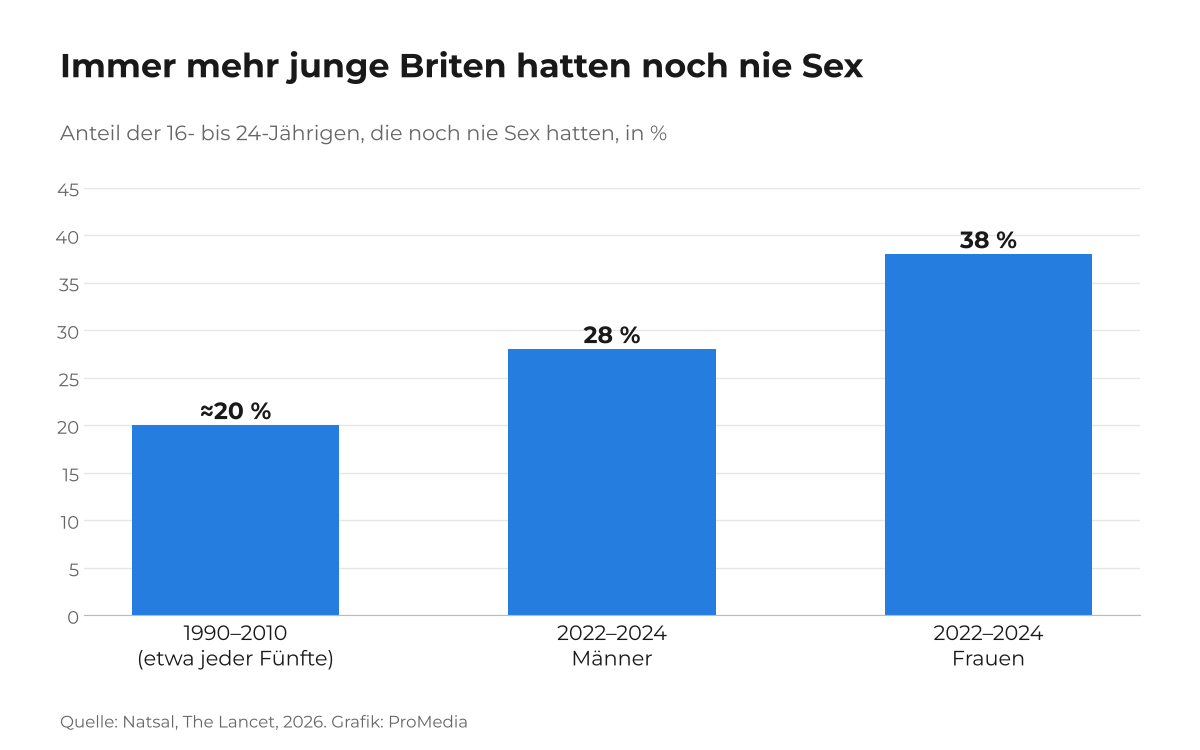 Immer mehr junge Briten hatten noch nie Sex
Anteil der 16- bis 24-Jährigen, die noch nie Sex hatten, in %
45
40
38 %
35
30
28 %
25
≈20 %
20
15
10
5
0
1990–2010
(etwa jeder Fünfte)
2022–2024
Männer
2022–2024
Frauen
Quelle: Natsal, The Lancet, 2026. Grafik: ProMedia